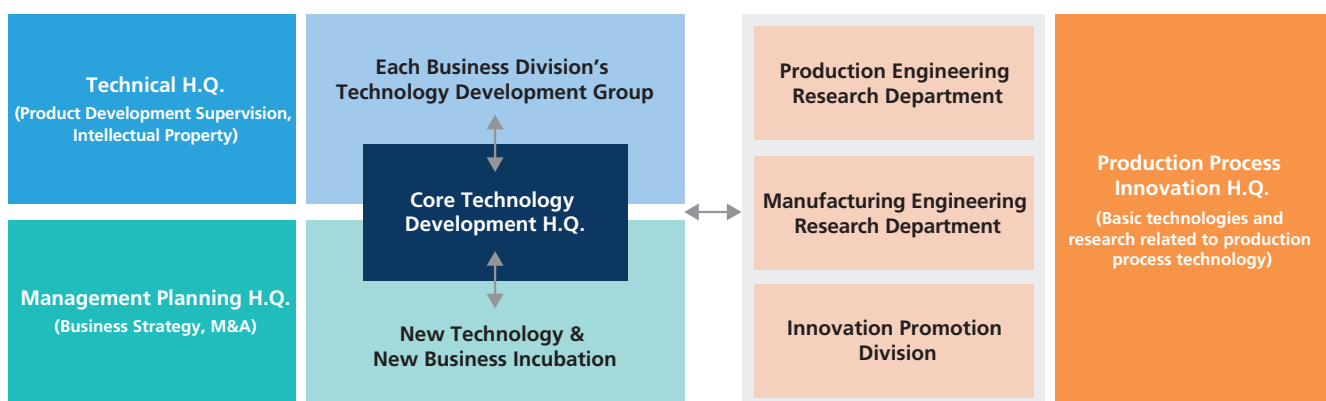 Technical H.Q.
(Product Development Supervision,
Intellectual Property)
Each Business Division’s
Technology Development Group
Core Technology
Development H.Q.
Management Planning H.Q.
(Business Strategy, M&A)
New Technology &
New Business Incubation
Production Engineering
Research Department
Manufacturing Engineering
Research Department
Innovation Promotion
Division
Production Process
Innovation H.Q.
(Basic technologies and
research related to production
process technology)